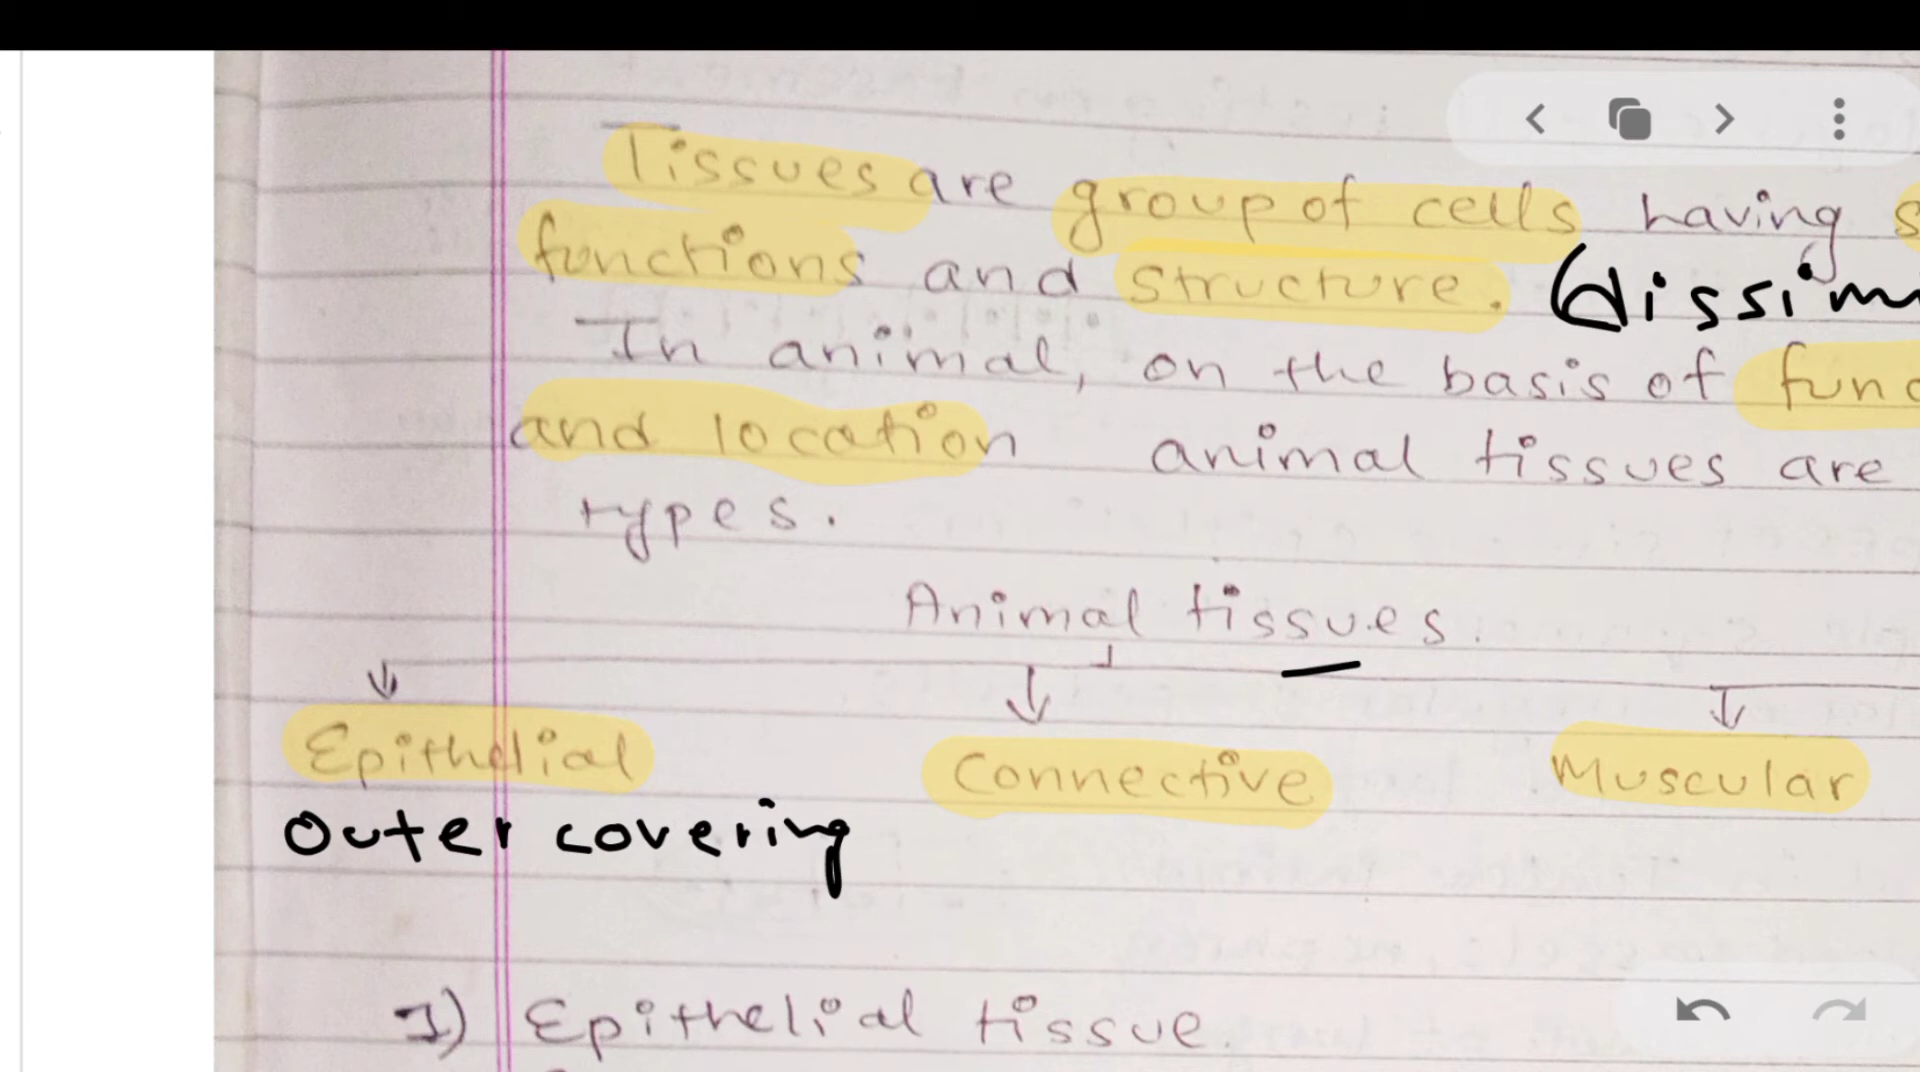 Tissues are group of cells having
functions and structure. (dissim
In animal, on the basis of func
and location animal tissues are
types.
Animal tissues.
Epithelial Connective Muscular
Outer covering
1) Epithelial tissue.